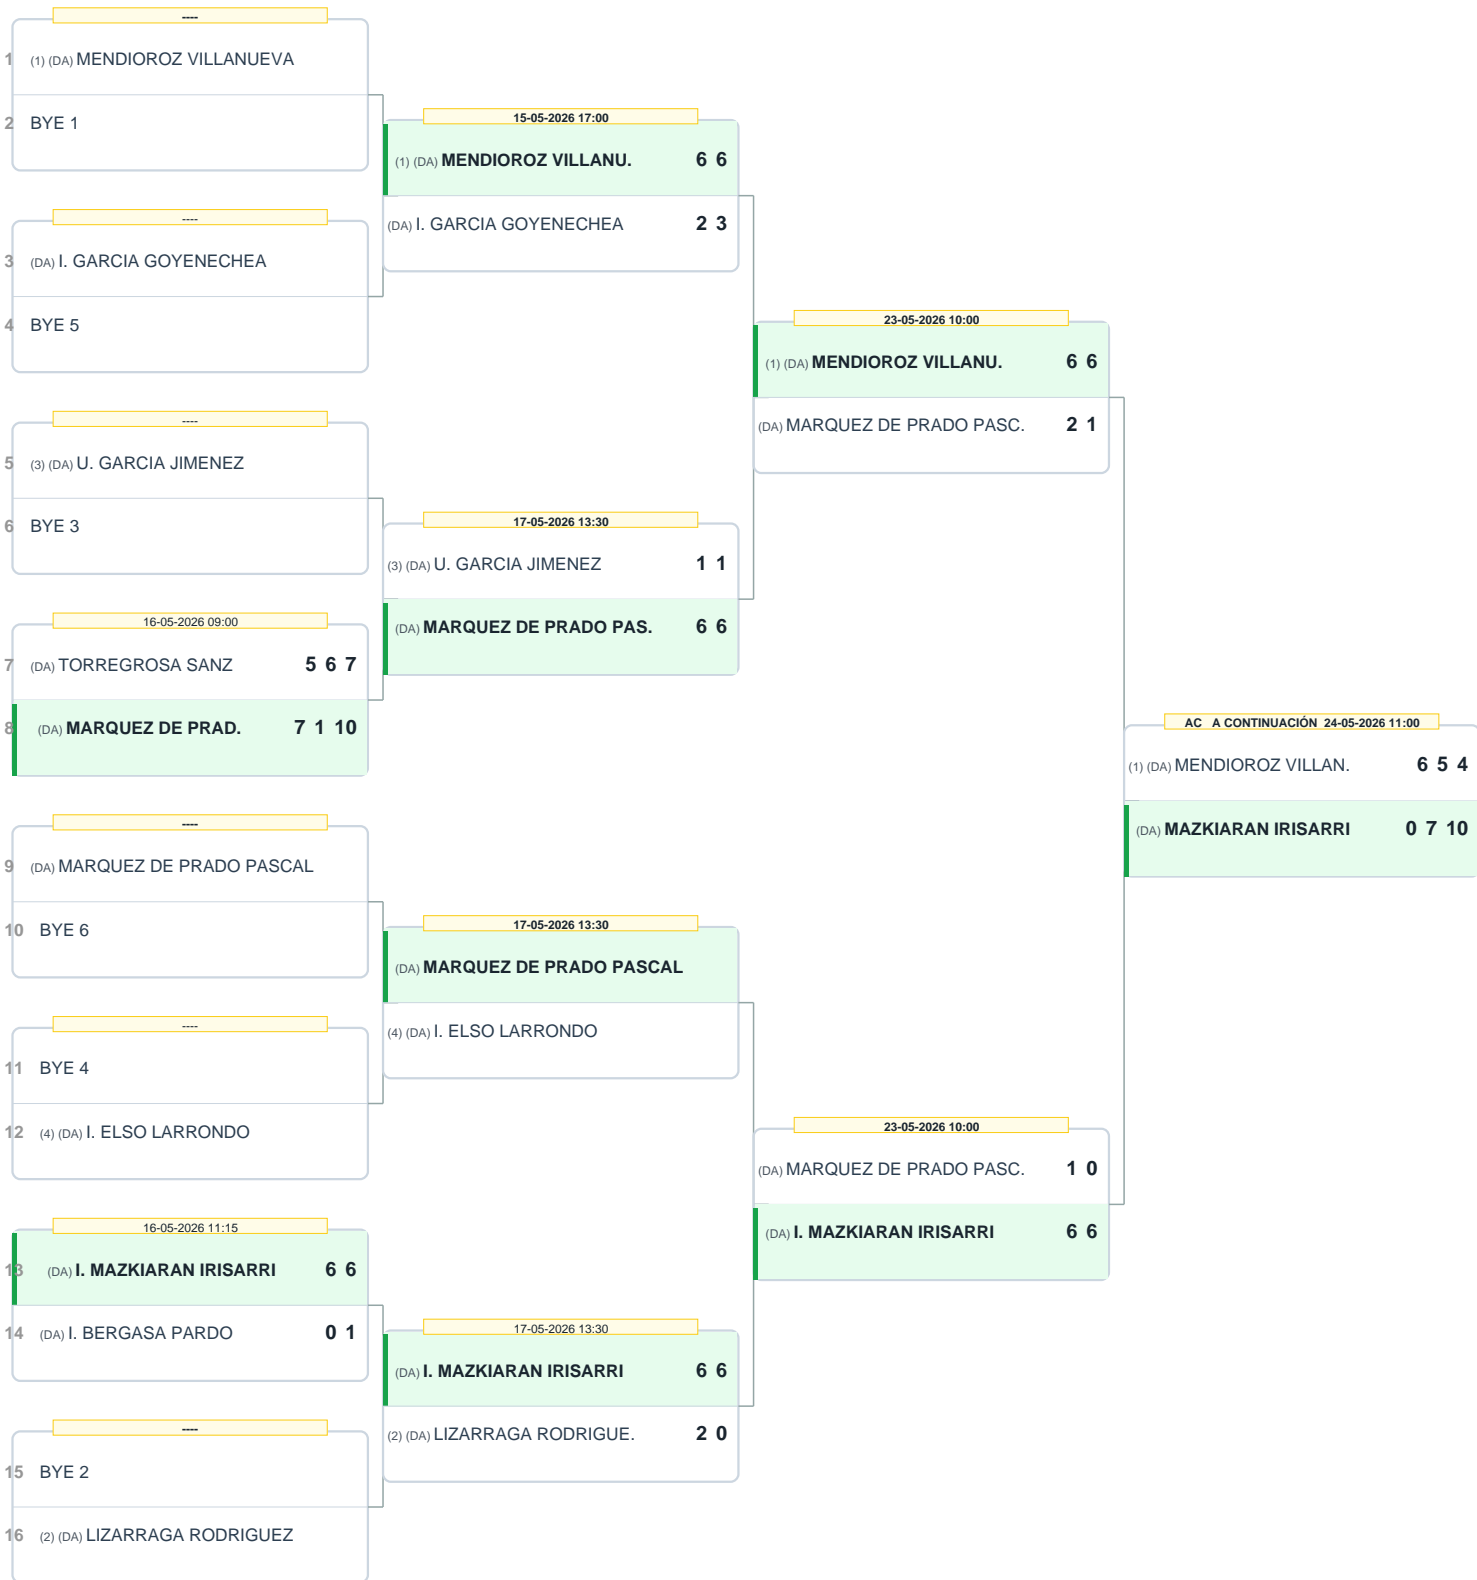 ----
1 (1) (DA) MENDIOROZ VILLANUEVA
2 BYE 1
----
3 (DA) I. GARCIA GOYENECHEA
4 BYE 5
----
5 (3) (DA) U. GARCIA JIMENEZ
6 BYE 3
16-05-2026 09:00
7 (DA) TORREGROSA SANZ 5 6 7
8 (DA) MARQUEZ DE PRAD. 7 1 10
----
9 (DA) MARQUEZ DE PRADO PASCAL
10 BYE 6
----
11 BYE 4
12 (4) (DA) I. ELSO LARRONDO
16-05-2026 11:15
13 (DA) I. MAZKIARAN IRISARRI 6 6
14 (DA) I. BERGASA PARDO 0 1
----
15 BYE 2
16 (2) (DA) LIZARRAGA RODRIGUEZ
15-05-2026 17:00
(1) (DA) MENDIOROZ VILLANU. 6 6
(DA) I. GARCIA GOYENECHEA 2 3
17-05-2026 13:30
(3) (DA) U. GARCIA JIMENEZ 1 1
(DA) MARQUEZ DE PRADO PAS. 6 6
17-05-2026 13:30
(DA) MARQUEZ DE PRADO PASCAL
(4) (DA) I. ELSO LARRONDO
17-05-2026 13:30
(DA) I. MAZKIARAN IRISARRI 6 6
(2) (DA) LIZARRAGA RODRIGUE. 2 0
23-05-2026 10:00
(1) (DA) MENDIOROZ VILLANU. 6 6
(DA) MARQUEZ DE PRADO PASC. 2 1
23-05-2026 10:00
(DA) MARQUEZ DE PRADO PASC. 1 0
(DA) I. MAZKIARAN IRISARRI 6 6
AC A CONTINUACIÓN 24-05-2026 11:00
(1) (DA) MENDIOROZ VILLAN. 6 5 4
(DA) MAZKIARAN IRISARRI 0 7 10